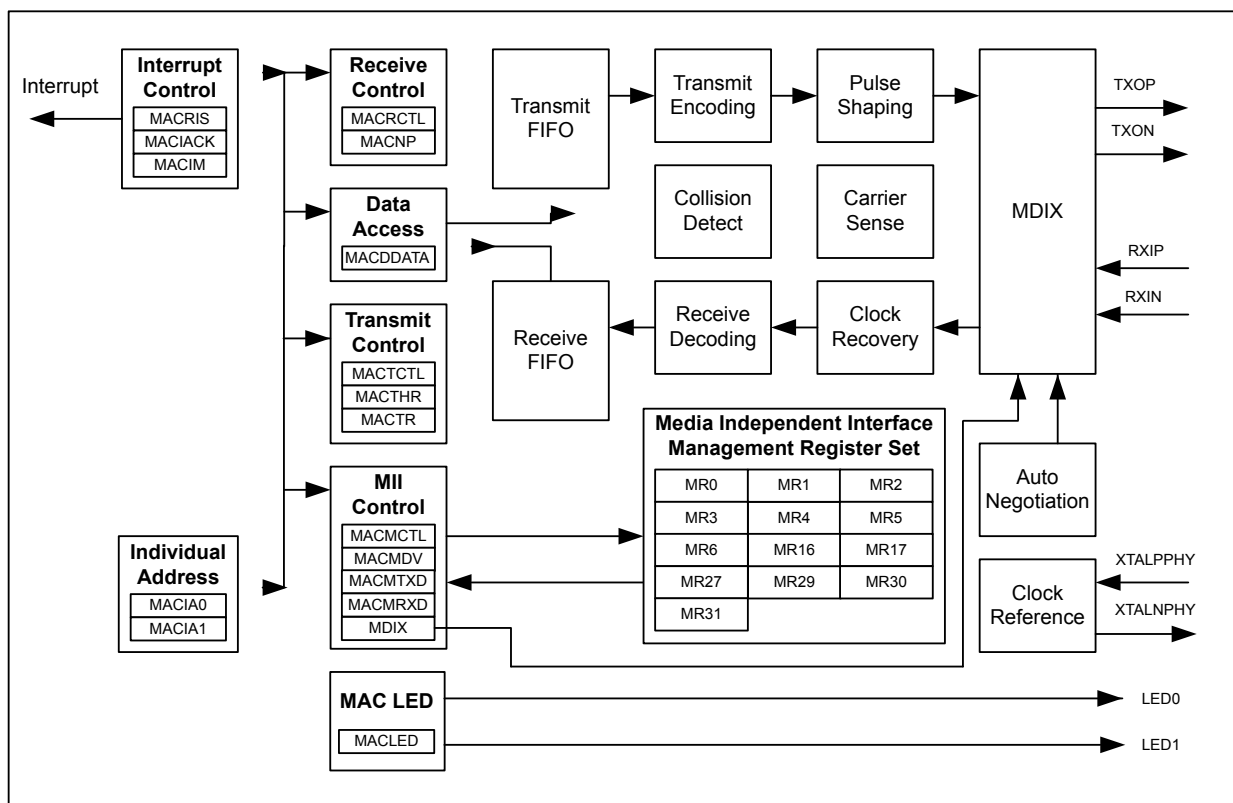 Interrupt
Interrupt
Control
MACRIS
MACIACK
MACIM
Receive
Control
MACRCTL
MACNP
Data
Access
MACDDATA
Transmit
Control
MACTCTL
MACTHR
MACTR
MII
Control
MACMCTL
MACMDV
MACMTXD
MACMRXD
MDIX
Individual
Address
MACIA0
MACIA1
MAC LED
MACLED
Transmit
FIFO
Receive
FIFO
Transmit
Encoding
Pulse
Shaping
Collision
Detect
Carrier
Sense
Receive
Decoding
Clock
Recovery
MDIX
TXOP
TXON
RXIP
RXIN
Media Independent Interface
Management Register Set
MR0 MR1 MR2
MR3 MR4 MR5
MR6 MR16 MR17
MR27 MR29 MR30
MR31
Auto
Negotiation
Clock
Reference
XTALPPHY
XTALNPHY
LED0
LED1